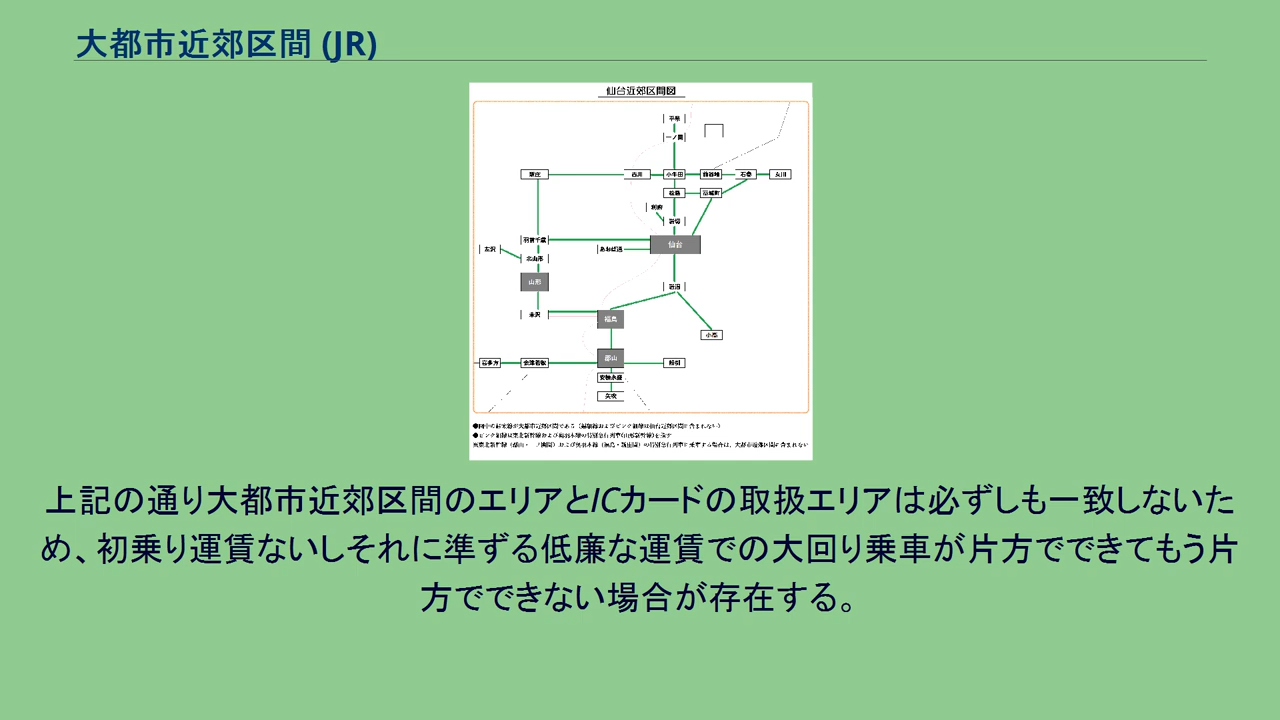 大都市近郊区間 (JR)
仙台近郊区間図
平泉
一ノ関
新庄
古川
小牛田
前谷地
石巻
女川
松島
高城町
利府
岩切
羽前千歳
あおば通
仙台
左沢
北山形
山形
岩沼
米沢
福島
小高
喜多方
会津若松
郡山
船引
安積永盛
矢吹
上記の通り大都市近郊区間のエリアとICカードの取扱エリアは必ずしも一致しないた
め、初乗り運賃ないしそれに準ずる低廉な運賃での大回り乗車が片方でできてもう片
方でできない場合が存在する。